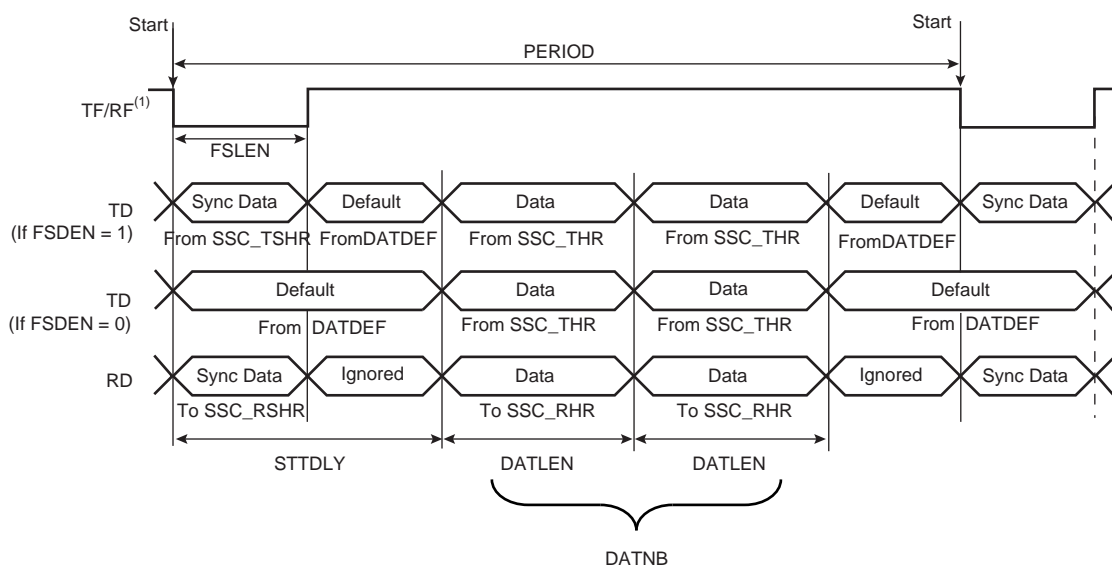 Start
Start
PERIOD
TF/RF(1)
FSLEN
TD
(If FSDEN = 1)
Sync Data
Default
Data
Data
Default
Sync Data
From SSC_TSHR
FromDATDEF
From SSC_THR
From SSC_THR
FromDATDEF
TD
(If FSDEN = 0)
Default
Data
Data
Default
From DATDEF
From SSC_THR
From SSC_THR
From DATDEF
RD
Sync Data
Ignored
Data
Data
Ignored
Sync Data
To SSC_RSHR
To SSC_RHR
To SSC_RHR
STTDLY
DATLEN
DATLEN
DATNB